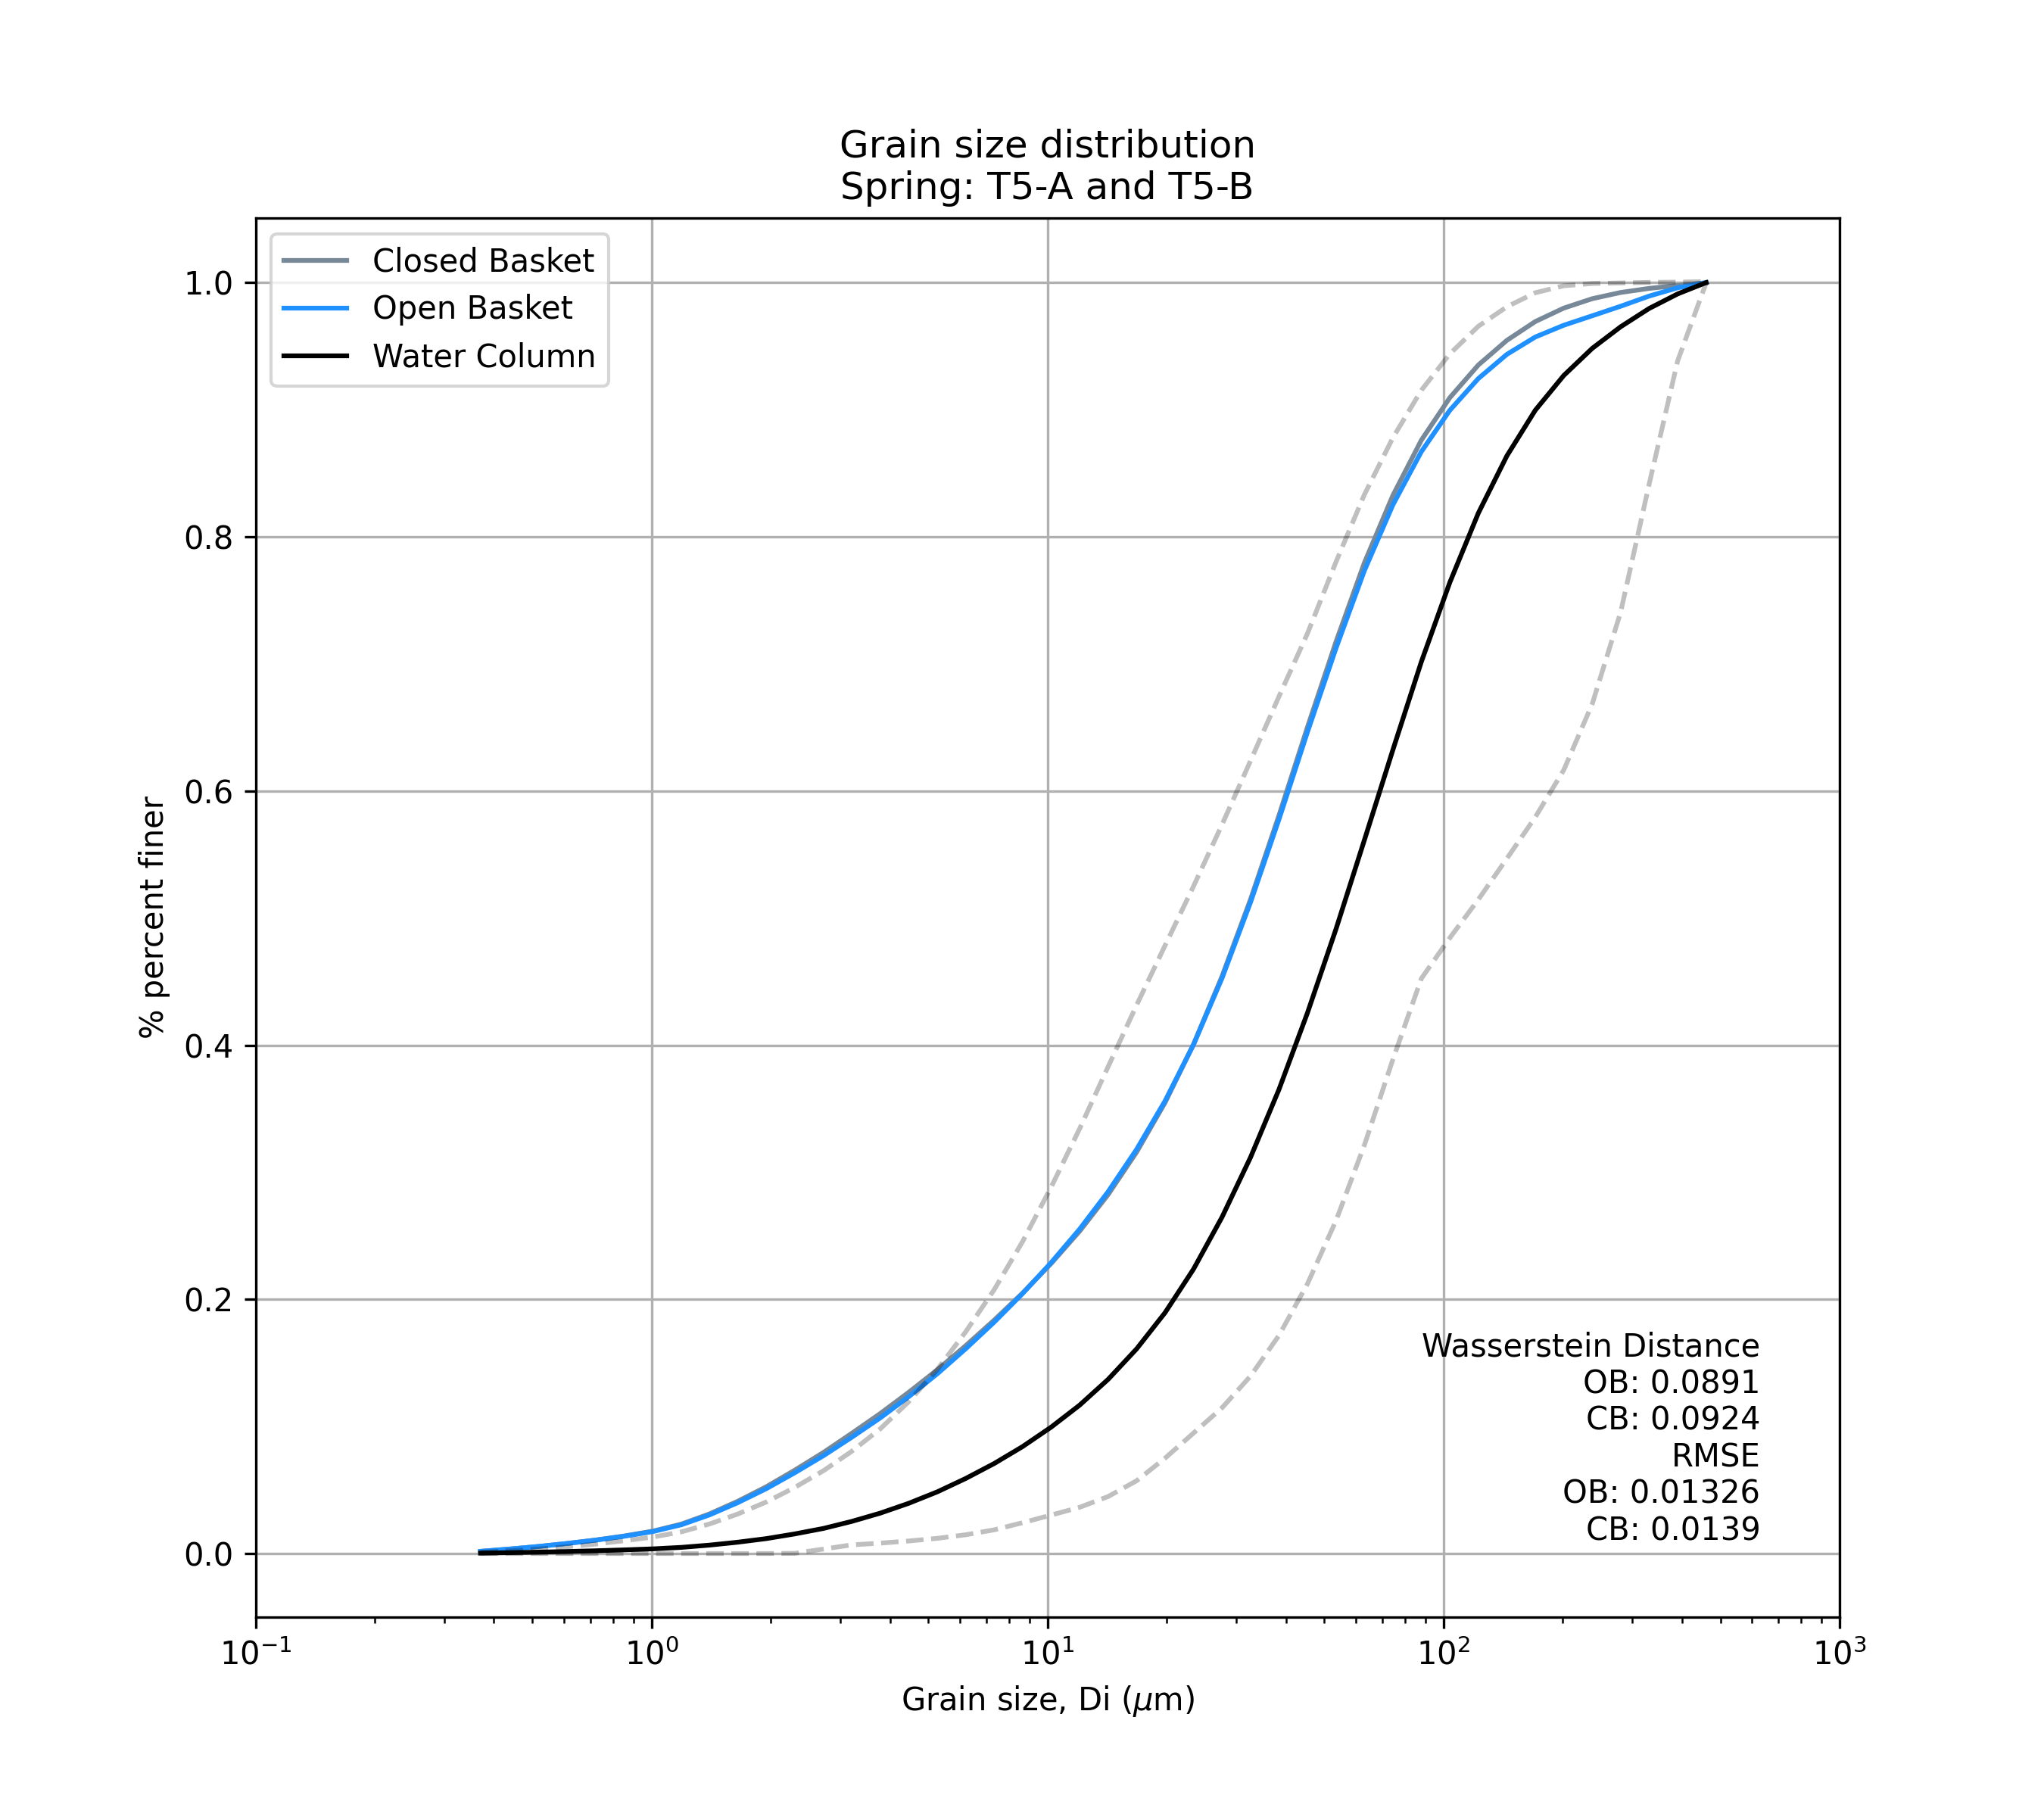 Grain size distribution
Spring: T5-A and T5-B
Closed Basket
Open Basket
Water Column
1.0
0.8
0.6
0.4
0.2
0.0
% percent finer
Wasserstein Distance
OB: 0.0891
CB: 0.0924
RMSE
OB: 0.01326
CB: 0.0139
10⁻¹ 10⁰ 10¹ 10² 10³
Grain size, Di (μm)